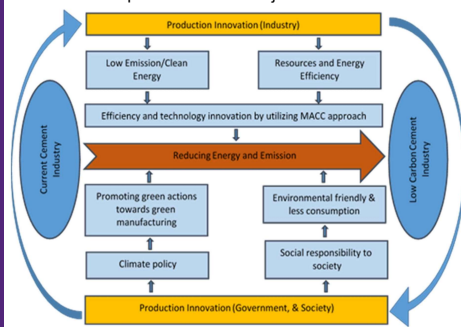 Production Innovation (Industry)
Low Emission/Clean
Energy
Resources and Energy
Efficiency
Efficiency and technology innovation by utilizing MACC approach
Current Cement
Industry
Reducing Energy and Emission
Low Carbon Cement
Industry
Promoting green actions
towards green
manufacturing
Environmental friendly &
less consumption
Climate policy
Social responsibility to
society
Production Innovation (Government, & Society)